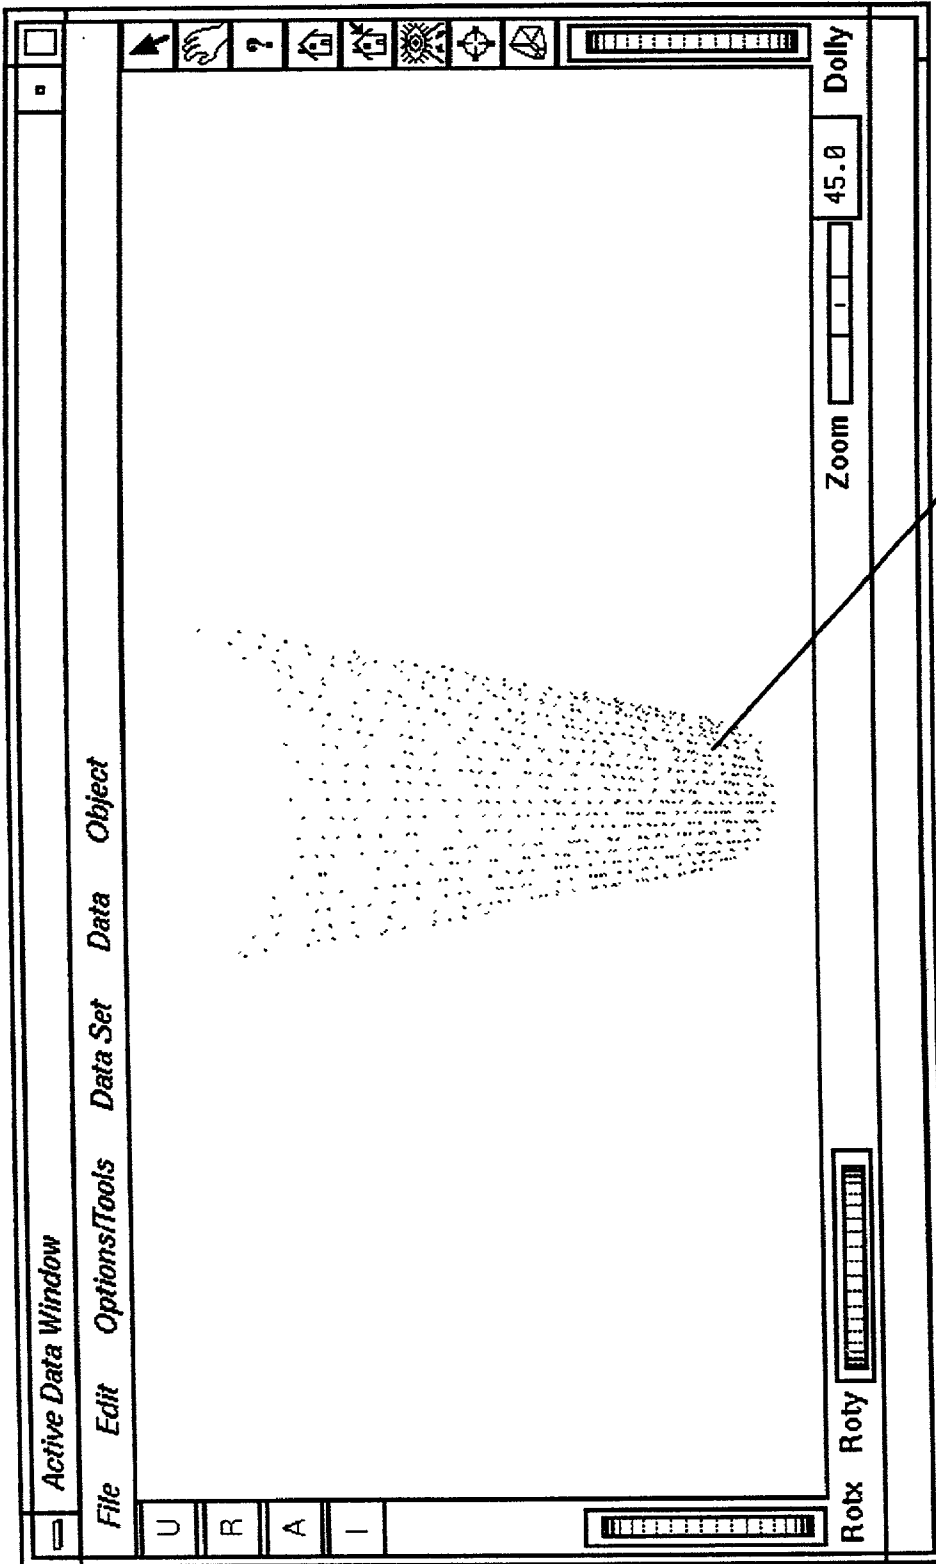 Active Data Window
File Edit Options/Tools Data Set Data Object
U
R
A
I
?
Rotx Roty Zoom 45.0 Dolly